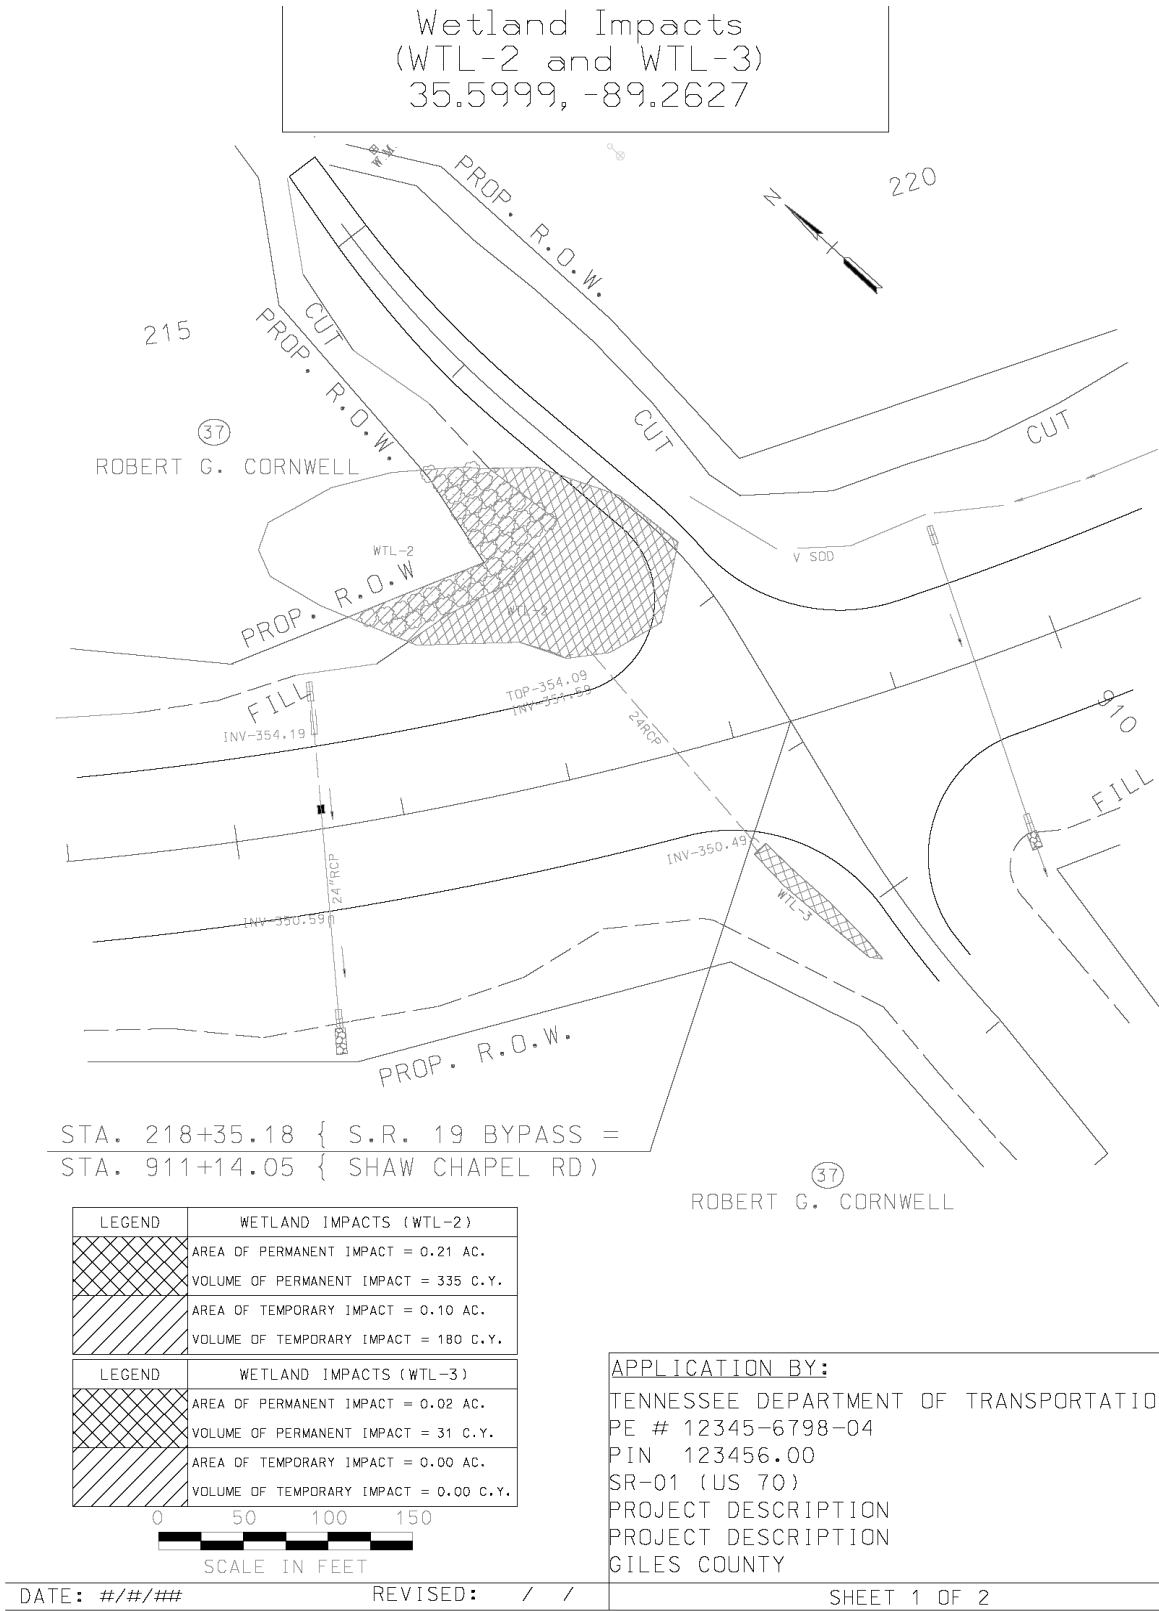 Wetland Impacts
(WTL-2 and WTL-3)
35.5999, -89.2627
W.M.
PROP. R.O.W.
N
220
215
CUT
PROP. R.O.W.
37
ROBERT G. CORNWELL
CUT
CUT
WTL-2
V SOD
PROP. R.O.W
WTL-2
FILL
TOP-354.09
INV-351.59
INV-354.19
24RCP
910
FILL
INV-350.49
24"RCP
WTL-3
INV-350.59
PROP. R.O.W.
STA. 218+35.18 { S.R. 19 BYPASS =
STA. 911+14.05 { SHAW CHAPEL RD)
37
ROBERT G. CORNWELL
LEGEND WETLAND IMPACTS (WTL-2)
AREA OF PERMANENT IMPACT = 0.21 AC.
VOLUME OF PERMANENT IMPACT = 335 C.Y.
AREA OF TEMPORARY IMPACT = 0.10 AC.
VOLUME OF TEMPORARY IMPACT = 180 C.Y.
LEGEND WETLAND IMPACTS (WTL-3)
AREA OF PERMANENT IMPACT = 0.02 AC.
VOLUME OF PERMANENT IMPACT = 31 C.Y.
AREA OF TEMPORARY IMPACT = 0.00 AC.
VOLUME OF TEMPORARY IMPACT = 0.00 C.Y.
0 50 100 150
SCALE IN FEET
APPLICATION BY:
TENNESSEE DEPARTMENT OF TRANSPORTATIO
PE # 12345-6798-04
PIN 123456.00
SR-01 (US 70)
PROJECT DESCRIPTION
PROJECT DESCRIPTION
GILES COUNTY
DATE: #/#/## REVISED: / / SHEET 1 OF 2